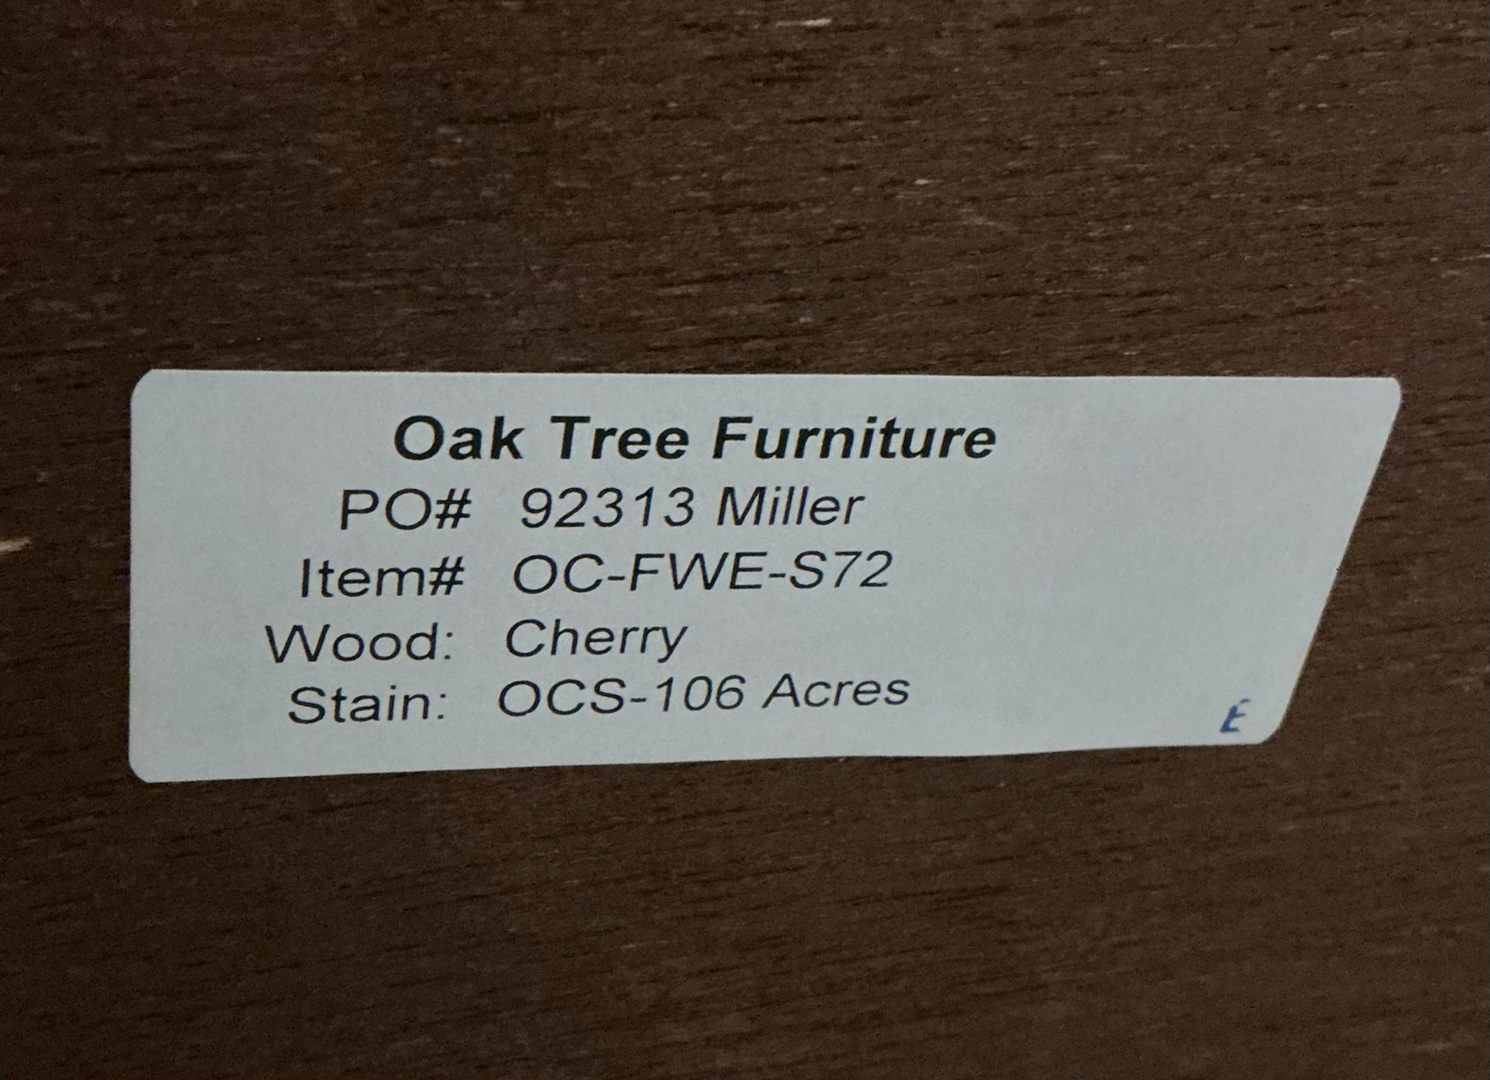 Oak Tree Furniture
PO# 92313 Miller
Item# OC-FWE-S72
Wood: Cherry
Stain: OCS-106 Acres
E